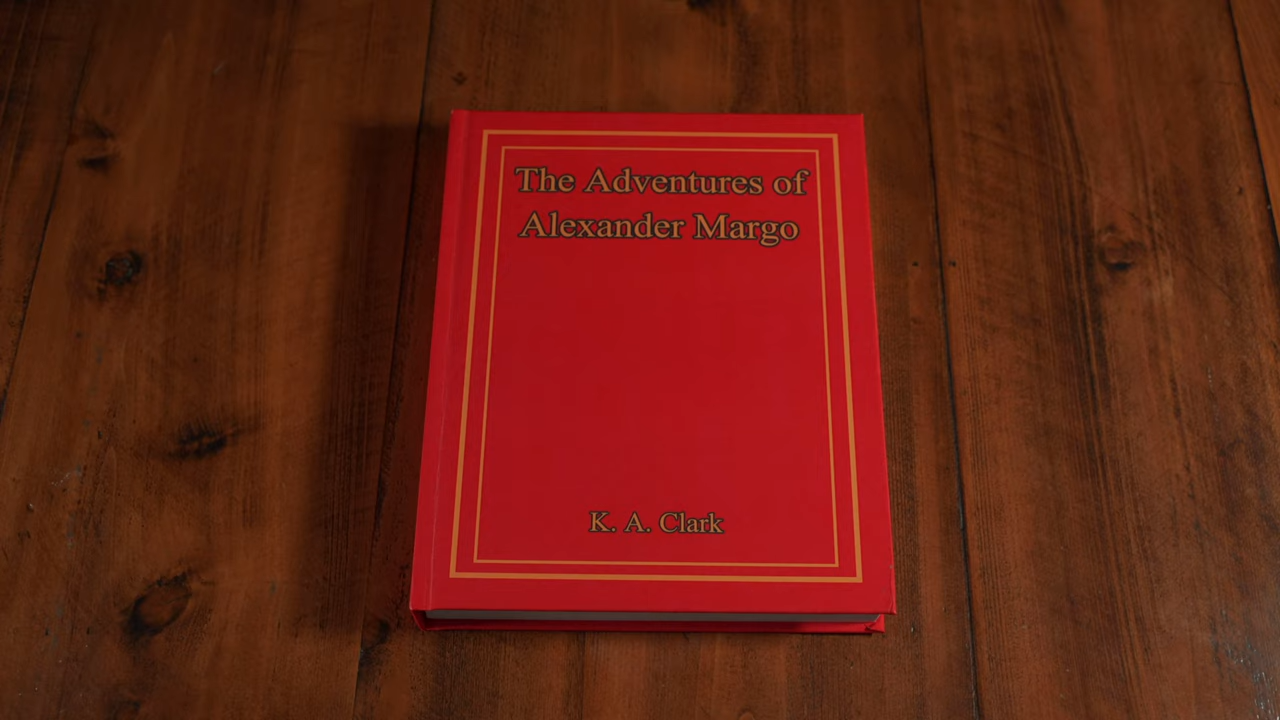 The Adventures of
Alexander Margo
K. A. Clark